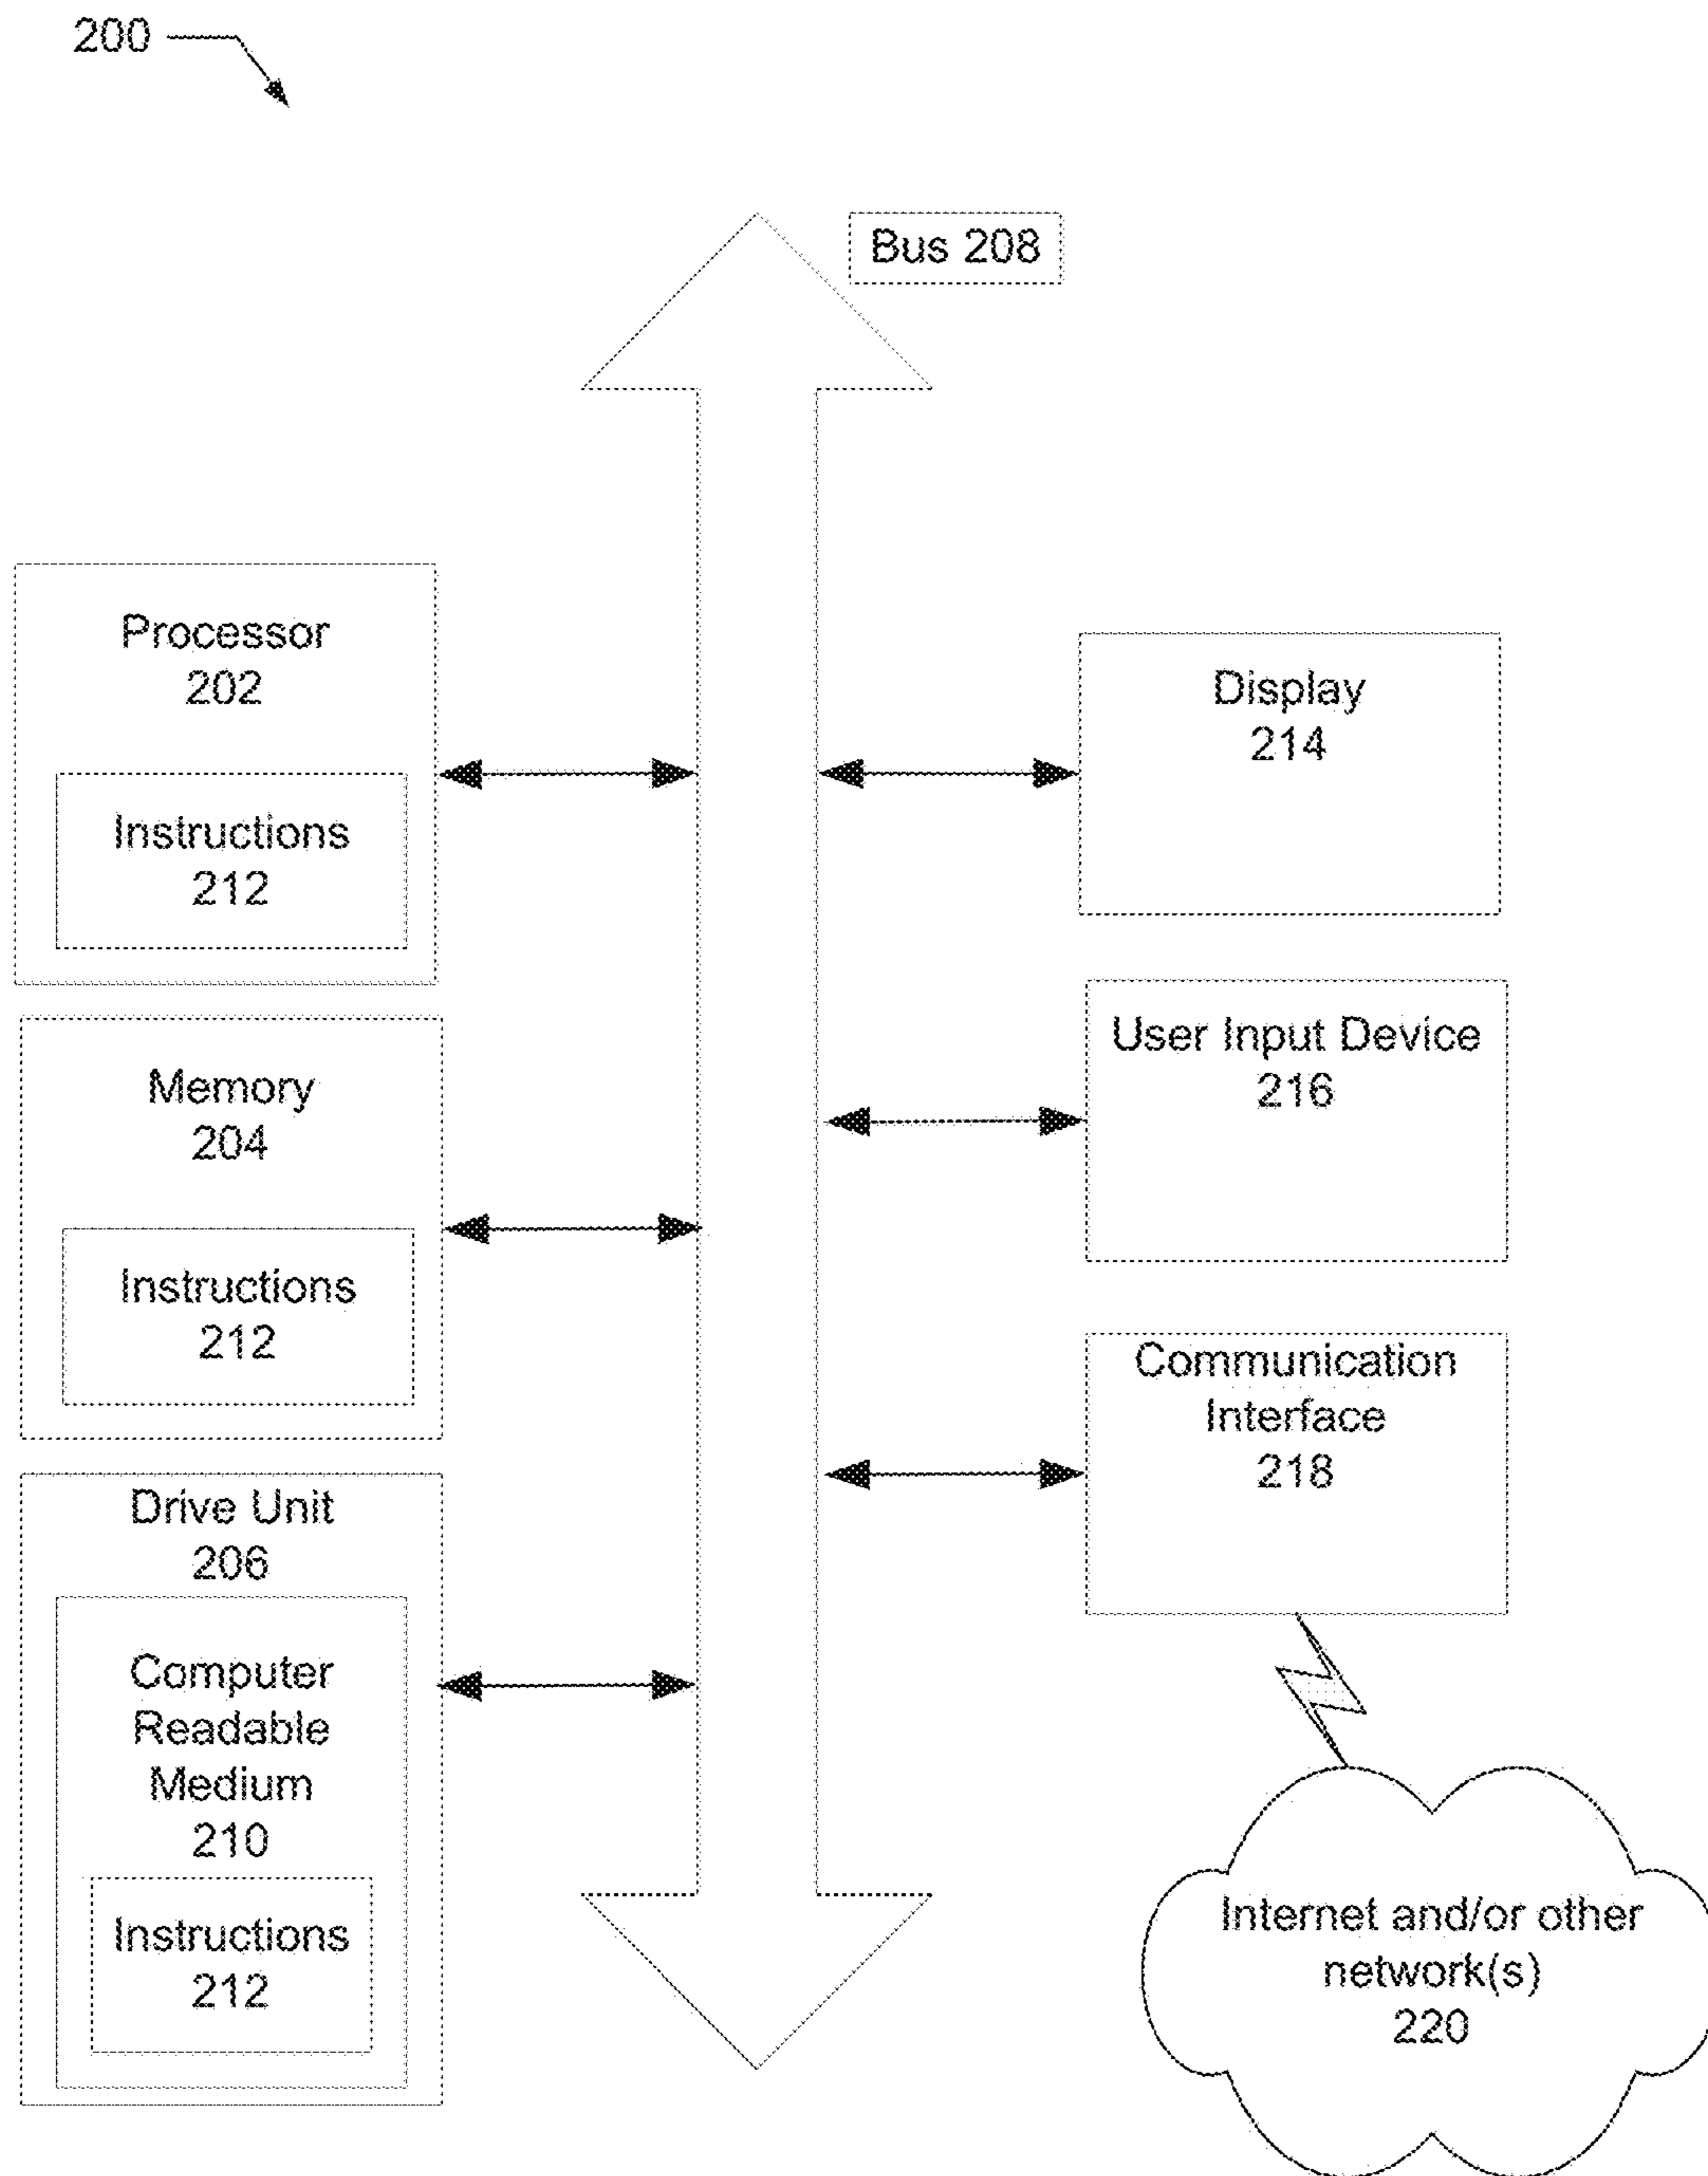 200
Bus 208
Processor
202
Instructions
212
Memory
204
Instructions
212
Drive Unit
206
Computer
Readable
Medium
210
Instructions
212
Display
214
User Input Device
216
Communication
Interface
218
Internet and/or other
network(s)
220